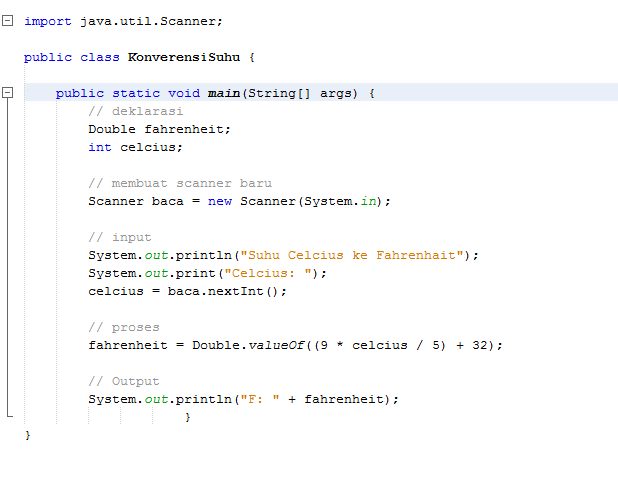 import java.util.Scanner;
public class KonverensiSuhu {
public static void main(String[] args) {
// deklarasi
Double fahrenheit;
int celcius;
// membuat scanner baru
Scanner baca = new Scanner(System.in);
// input
System.out.println("Suhu Celcius ke Fahrenhait");
System.out.print("Celcius: ");
celcius = baca.nextInt();
// proses
fahrenheit = Double.valueOf((9 * celcius / 5) + 32);
// Output
System.out.println("F: " + fahrenheit);
}
}